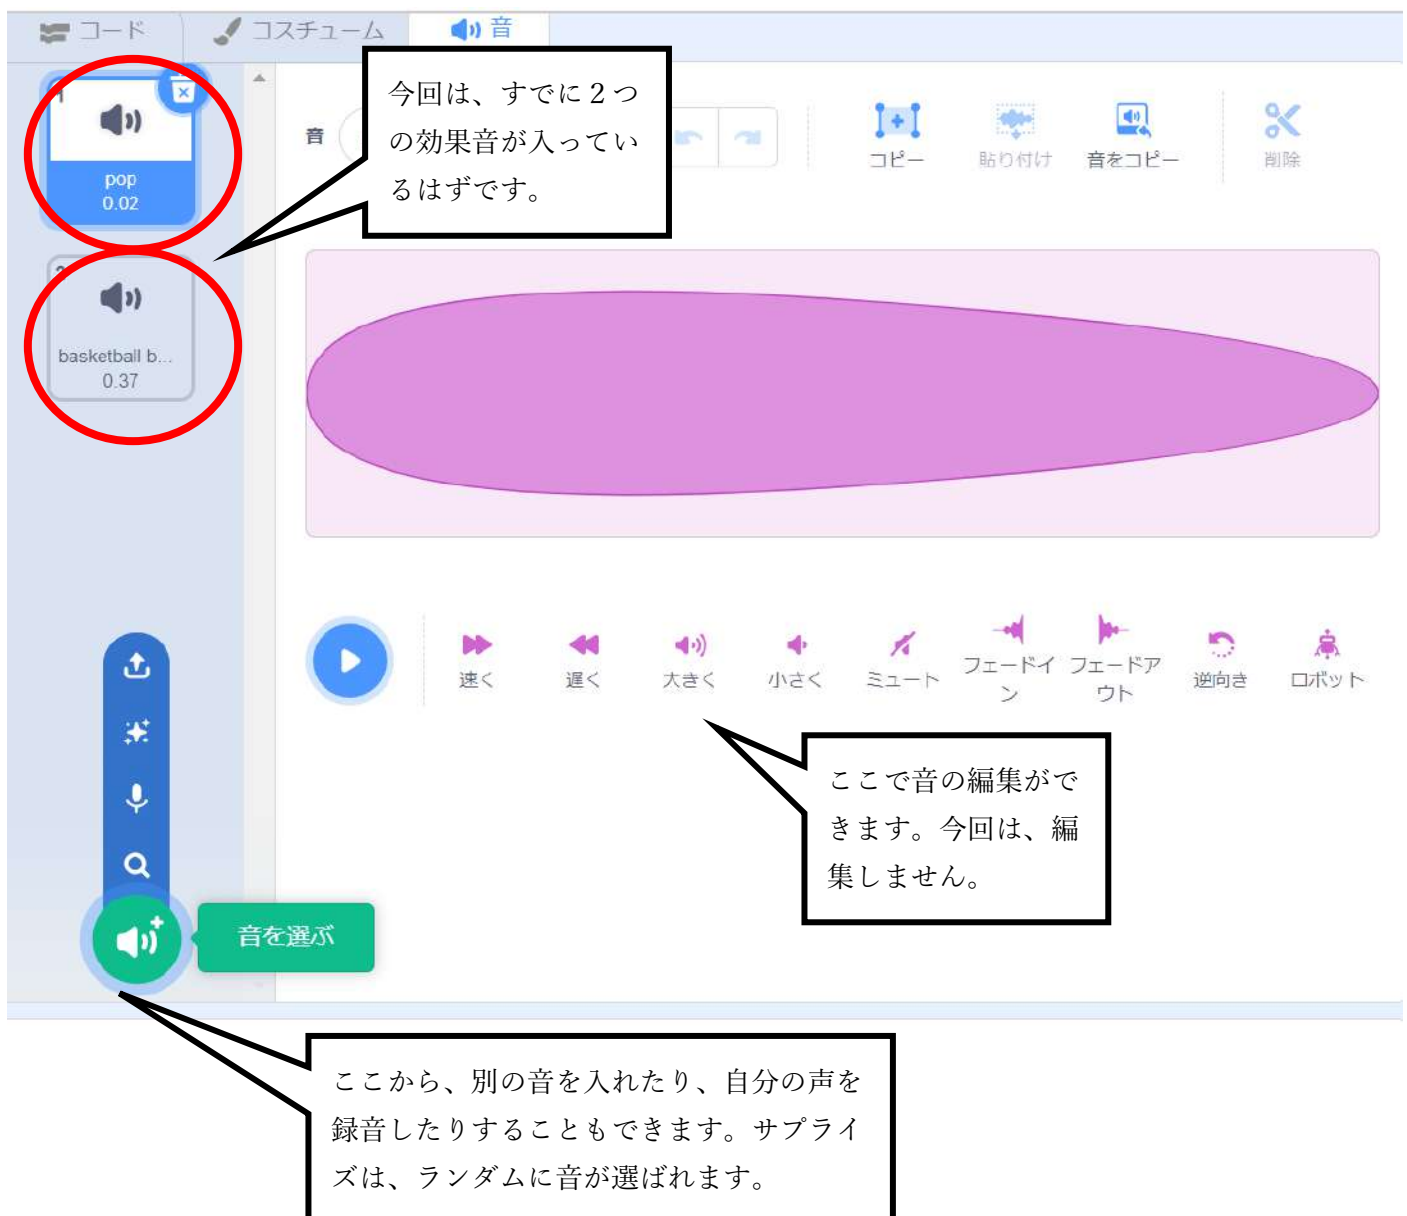 コード
コスチューム
音
今回は、すでに２つ
の効果音が入ってい
るはずです。
1
pop
0.02
音
コピー
貼り付け
音をコピー
削除
basketball b...
0.37
速く
遅く
大きく
小さく
ミュート
フェードイ
ン
フェードア
ウト
逆向き
ロボット
ここで音の編集がで
きます。今回は、編
集しません。
音を選ぶ
ここから、別の音を入れたり、自分の声を
録音したりすることもできます。サプライ
ズは、ランダムに音が選ばれます。